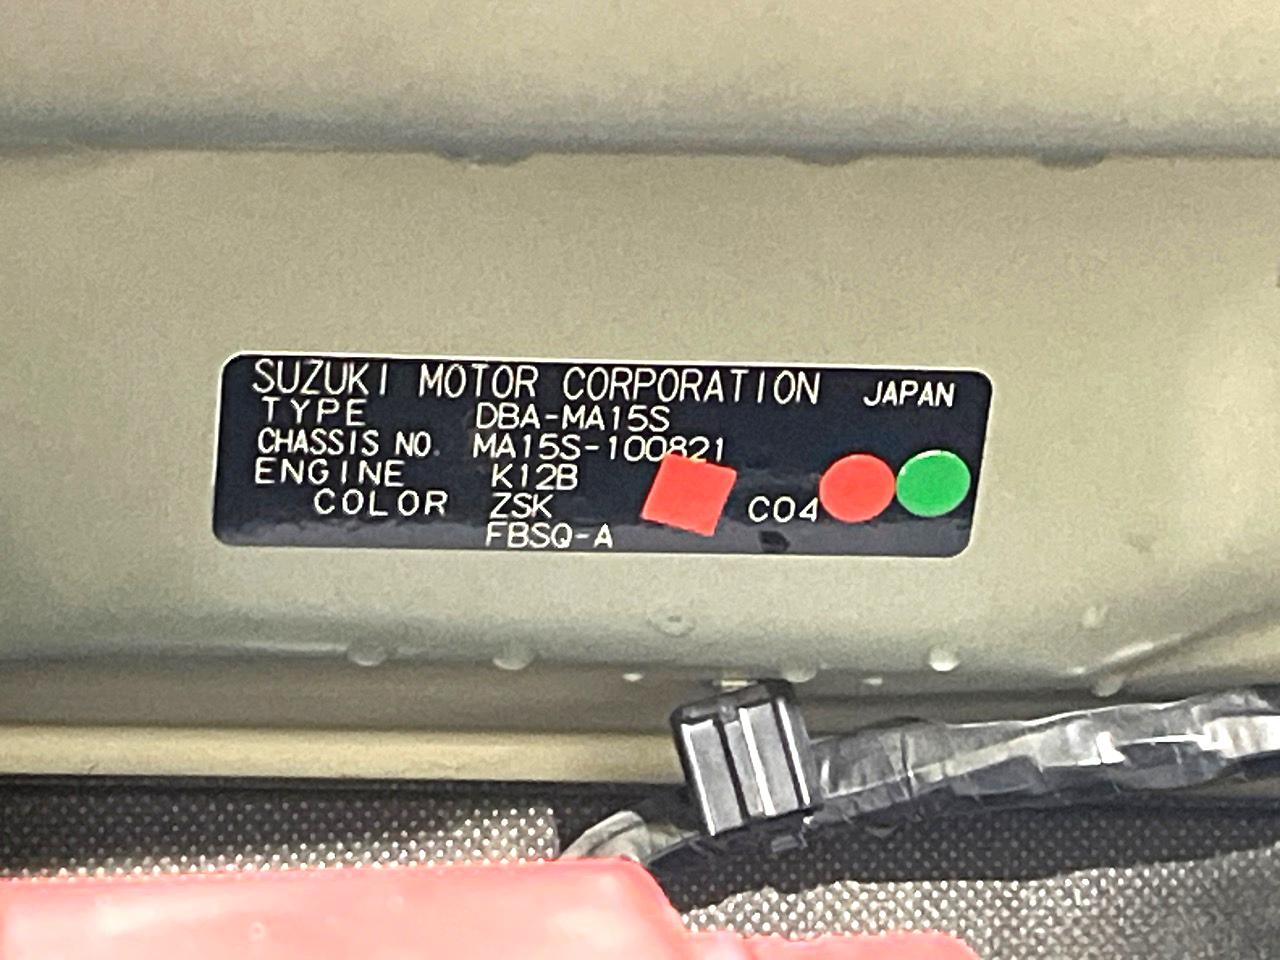 SUZUKI MOTOR CORPORATION JAPAN
TYPE DBA-MA15S
CHASSIS NO. MA15S-100821
ENGINE K12B
COLOR ZSK C04
FBSQ-A